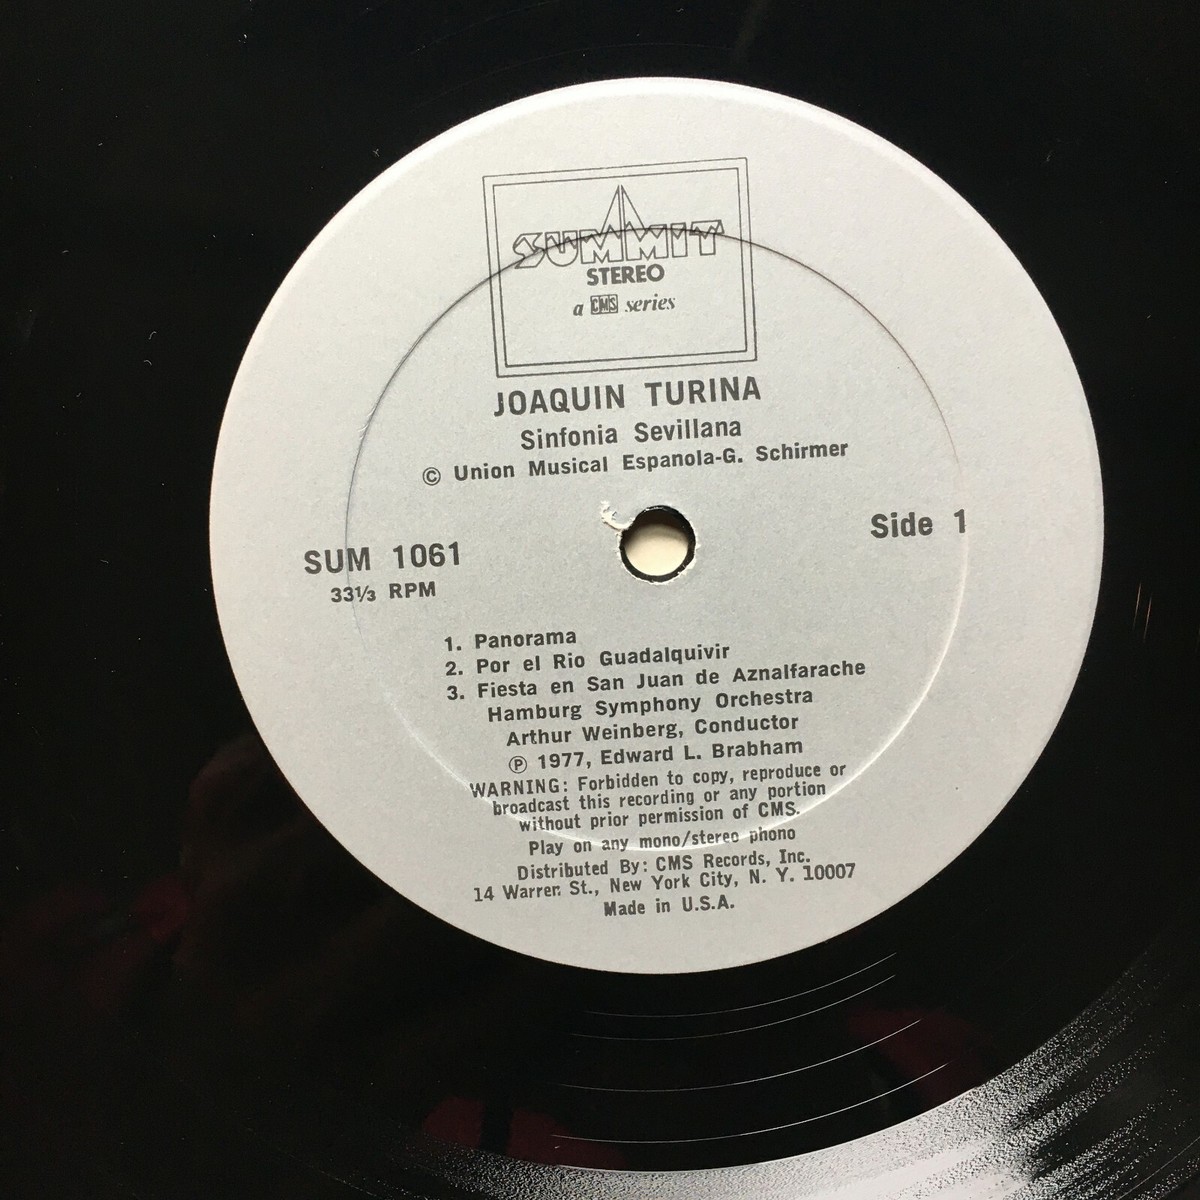 SUMMIT
STEREO
a CMS series
JOAQUIN TURINA
Sinfonia Sevillana
© Union Musical Espanola-G. Schirmer
Side 1
SUM 1061
33⅓ RPM
1. Panorama
2. Por el Rio Guadalquivir
3. Fiesta en San Juan de Aznalfarache
Hamburg Symphony Orchestra
Arthur Weinberg, Conductor
℗ 1977, Edward L. Brabham
WARNING: Forbidden to copy, reproduce or
broadcast this recording or any portion
without prior permission of CMS.
Play on any mono/stereo phono
Distributed By: CMS Records, Inc.
14 Warren St., New York City, N. Y. 10007
Made in U.S.A.